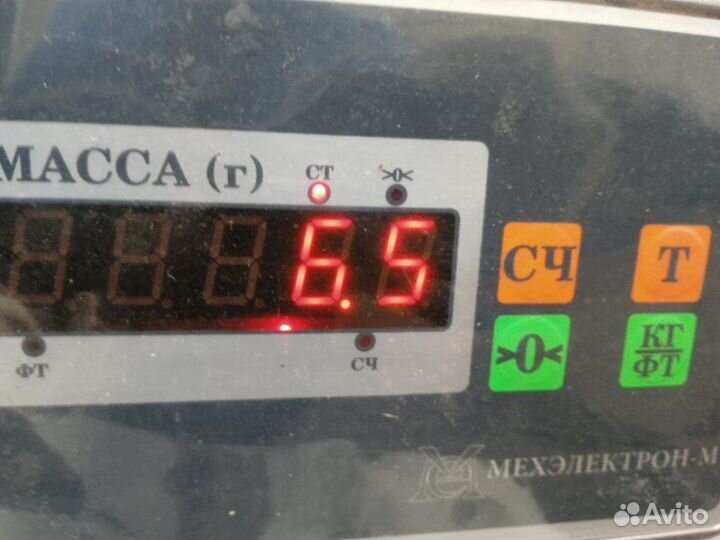 МАССА (г)
СТ
>0<
6.5
ФТ
СЧ
СЧ
Т
>0<
КГ
ФТ
МЕХЭЛЕКТРОН-М
Avito